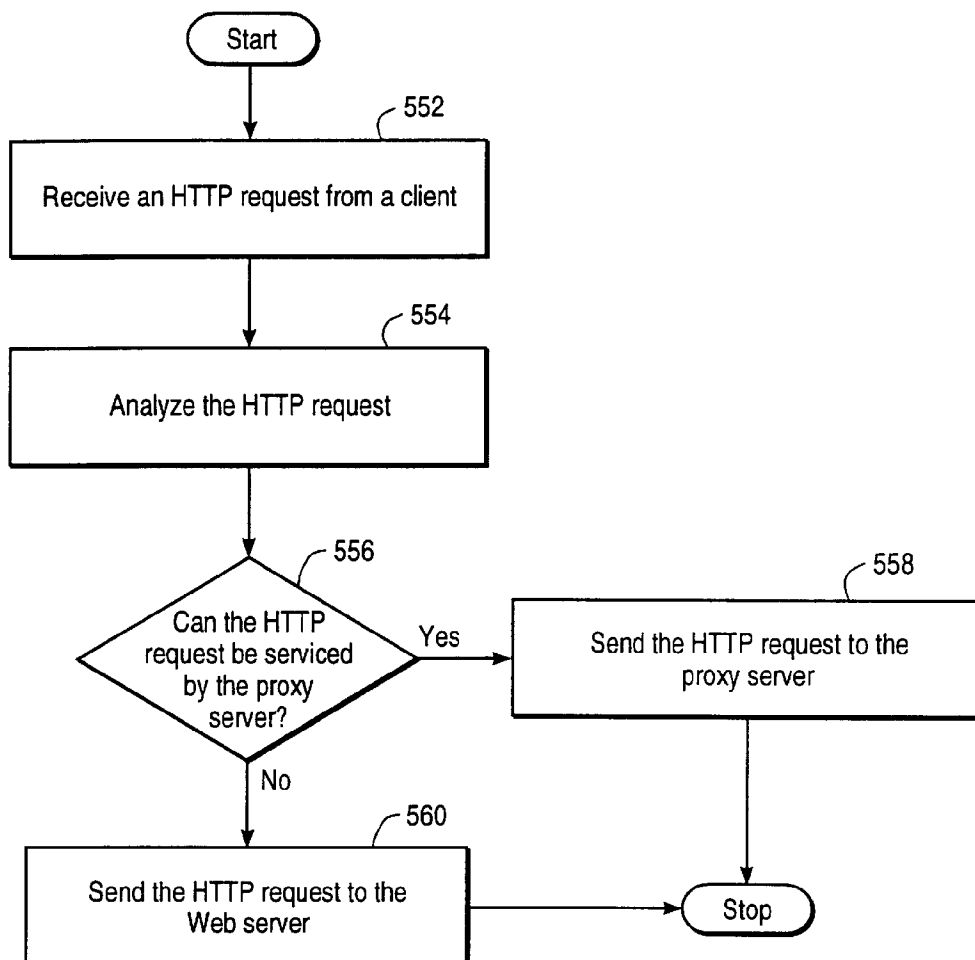 Start
552
Receive an HTTP request from a client
554
Analyze the HTTP request
556
Can the HTTP
request be serviced
by the proxy
server?
Yes
558
Send the HTTP request to the
proxy server
No
560
Send the HTTP request to the
Web server
Stop